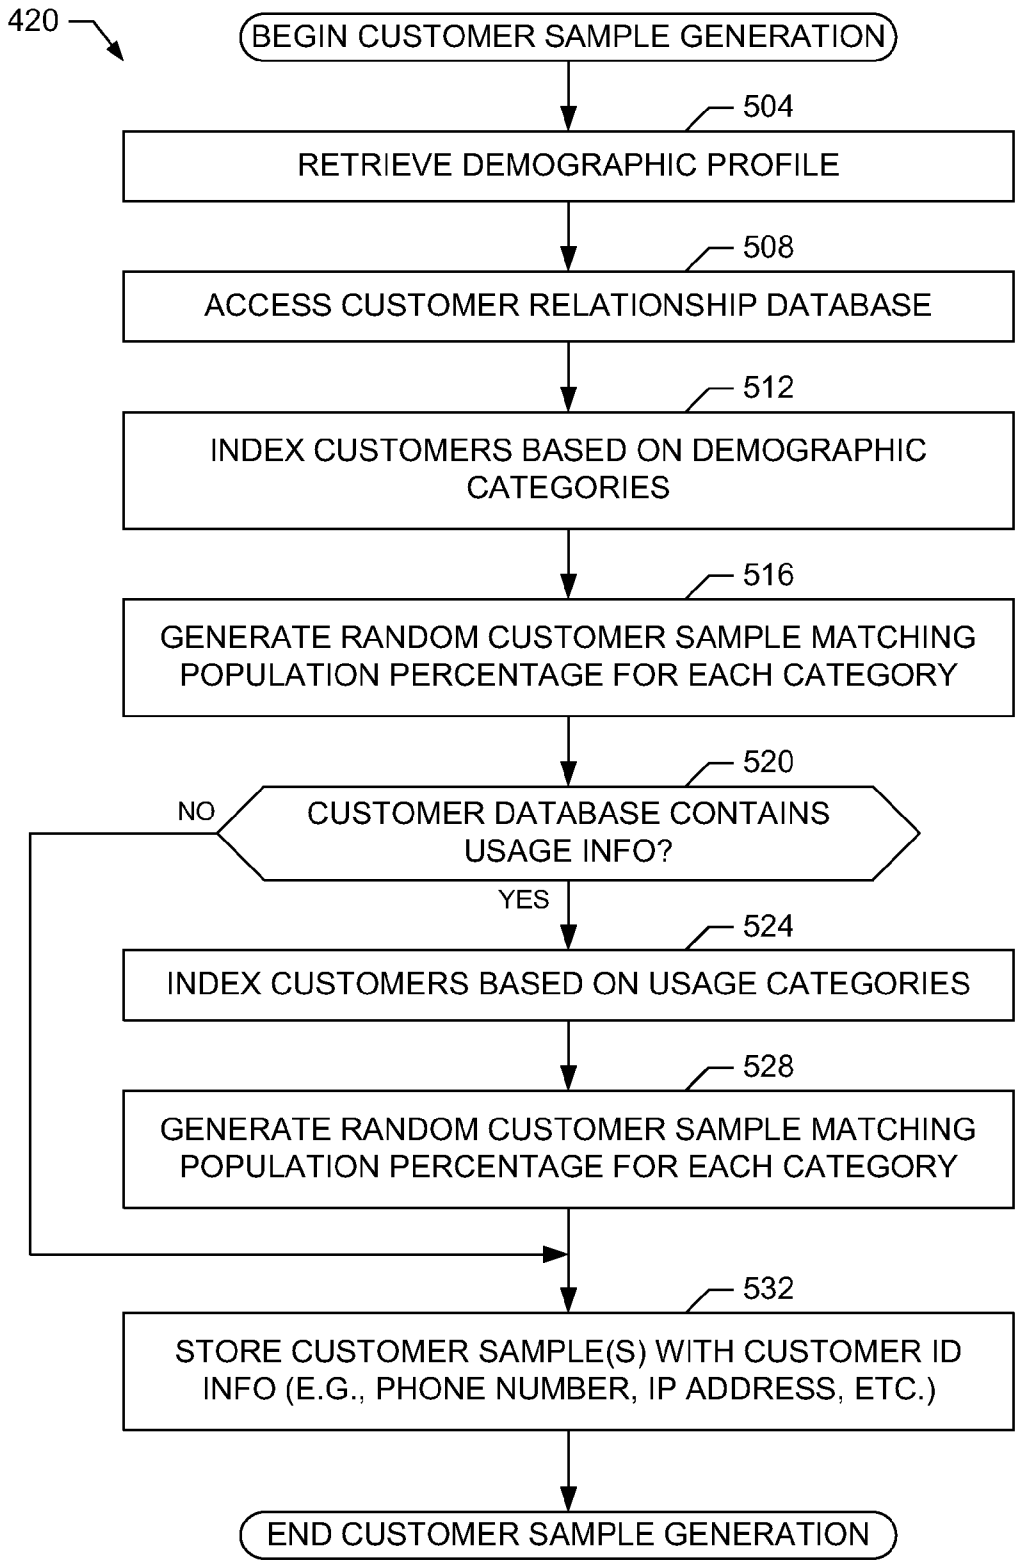 420
BEGIN CUSTOMER SAMPLE GENERATION
504
RETRIEVE DEMOGRAPHIC PROFILE
508
ACCESS CUSTOMER RELATIONSHIP DATABASE
512
INDEX CUSTOMERS BASED ON DEMOGRAPHIC
CATEGORIES
516
GENERATE RANDOM CUSTOMER SAMPLE MATCHING
POPULATION PERCENTAGE FOR EACH CATEGORY
520
NO
CUSTOMER DATABASE CONTAINS
USAGE INFO?
YES
524
INDEX CUSTOMERS BASED ON USAGE CATEGORIES
528
GENERATE RANDOM CUSTOMER SAMPLE MATCHING
POPULATION PERCENTAGE FOR EACH CATEGORY
532
STORE CUSTOMER SAMPLE(S) WITH CUSTOMER ID
INFO (E.G., PHONE NUMBER, IP ADDRESS, ETC.)
END CUSTOMER SAMPLE GENERATION